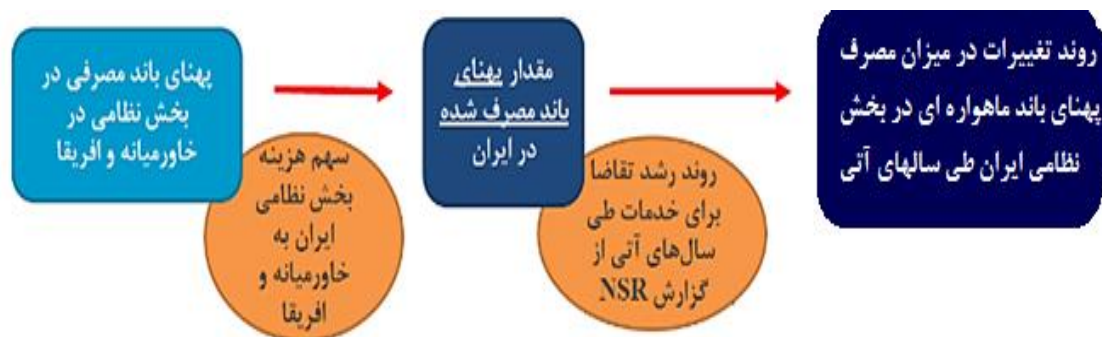 پهنای باند مصرفی در
بخش نظامی در
خاورمیانه و افریقا
سهم هزینه
بخش نظامی
ایران به
خاورمیانه و
افریقا
مقدار پهنای
باند مصرف شده
در ایران
روند رشد تقاضا
برای خدمات طی
سال‌های آتی از
گزارش NSR
روند تغییرات در میزان مصرف
پهنای باند ماهواره ای در بخش
نظامی ایران طی سالهای آتی